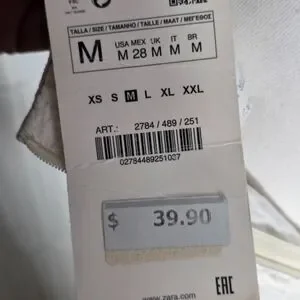 TALLA / SIZE / TAMANHO / TAILLE / MAAT / ΜΕΓΕΘΟΣ
M
USA MEX UK IT BR
M 28 M M M
XS S M L XL XXL
ART.: 2784 / 489 / 251
02784489251037
$ 39.90
www.zara.com
EAC